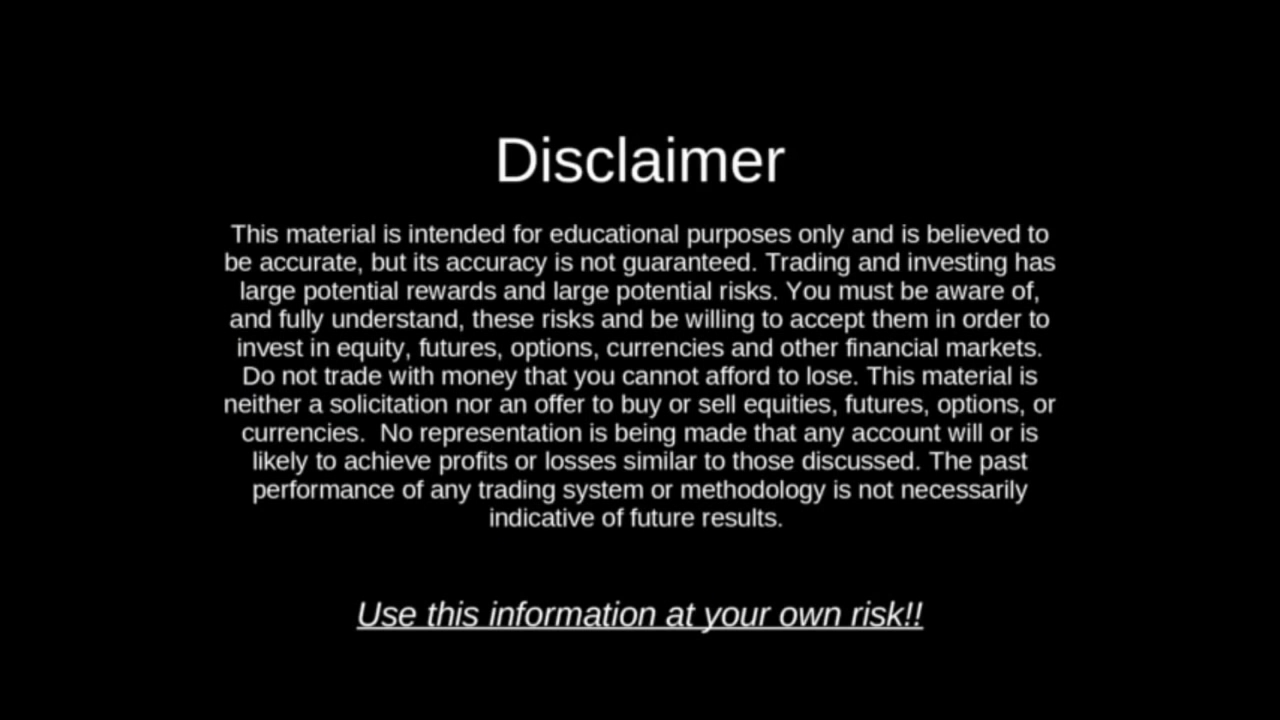 Disclaimer
This material is intended for educational purposes only and is believed to
be accurate, but its accuracy is not guaranteed. Trading and investing has
large potential rewards and large potential risks. You must be aware of,
and fully understand, these risks and be willing to accept them in order to
invest in equity, futures, options, currencies and other financial markets.
Do not trade with money that you cannot afford to lose. This material is
neither a solicitation nor an offer to buy or sell equities, futures, options, or
currencies.  No representation is being made that any account will or is
likely to achieve profits or losses similar to those discussed. The past
performance of any trading system or methodology is not necessarily
indicative of future results.
Use this information at your own risk!!